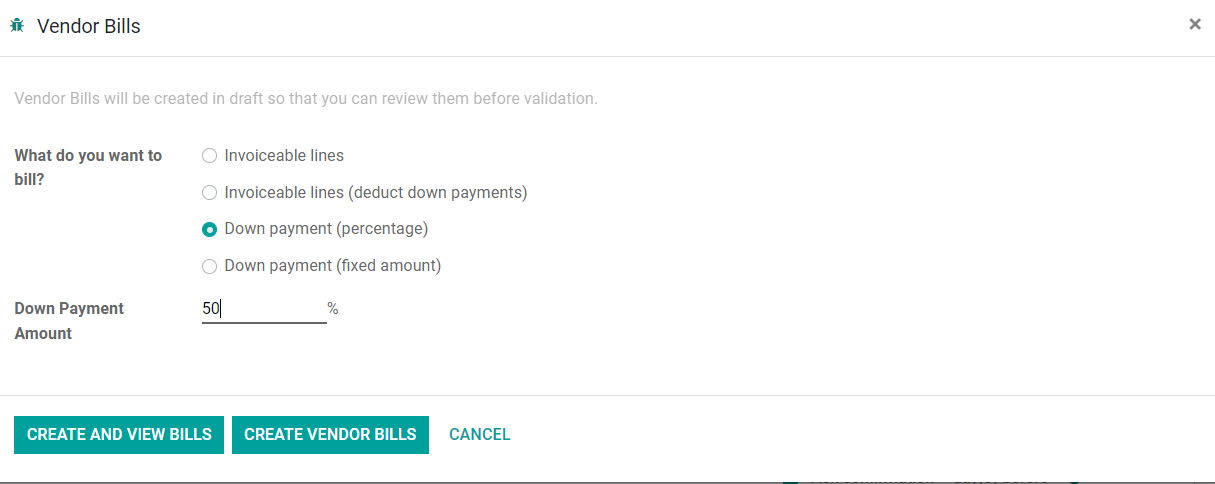 Vendor Bills
×
Vendor Bills will be created in draft so that you can review them before validation.
What do you want to bill?
Invoiceable lines
Invoiceable lines (deduct down payments)
Down payment (percentage)
Down payment (fixed amount)
Down Payment
Amount
50 %
CREATE AND VIEW BILLS CREATE VENDOR BILLS CANCEL